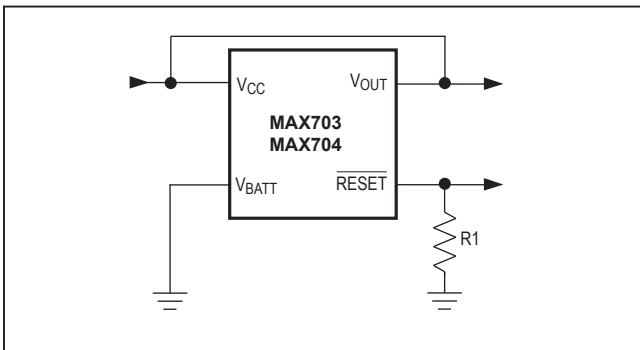 VCC VOUT
MAX703
MAX704
VBATT RESET
R1